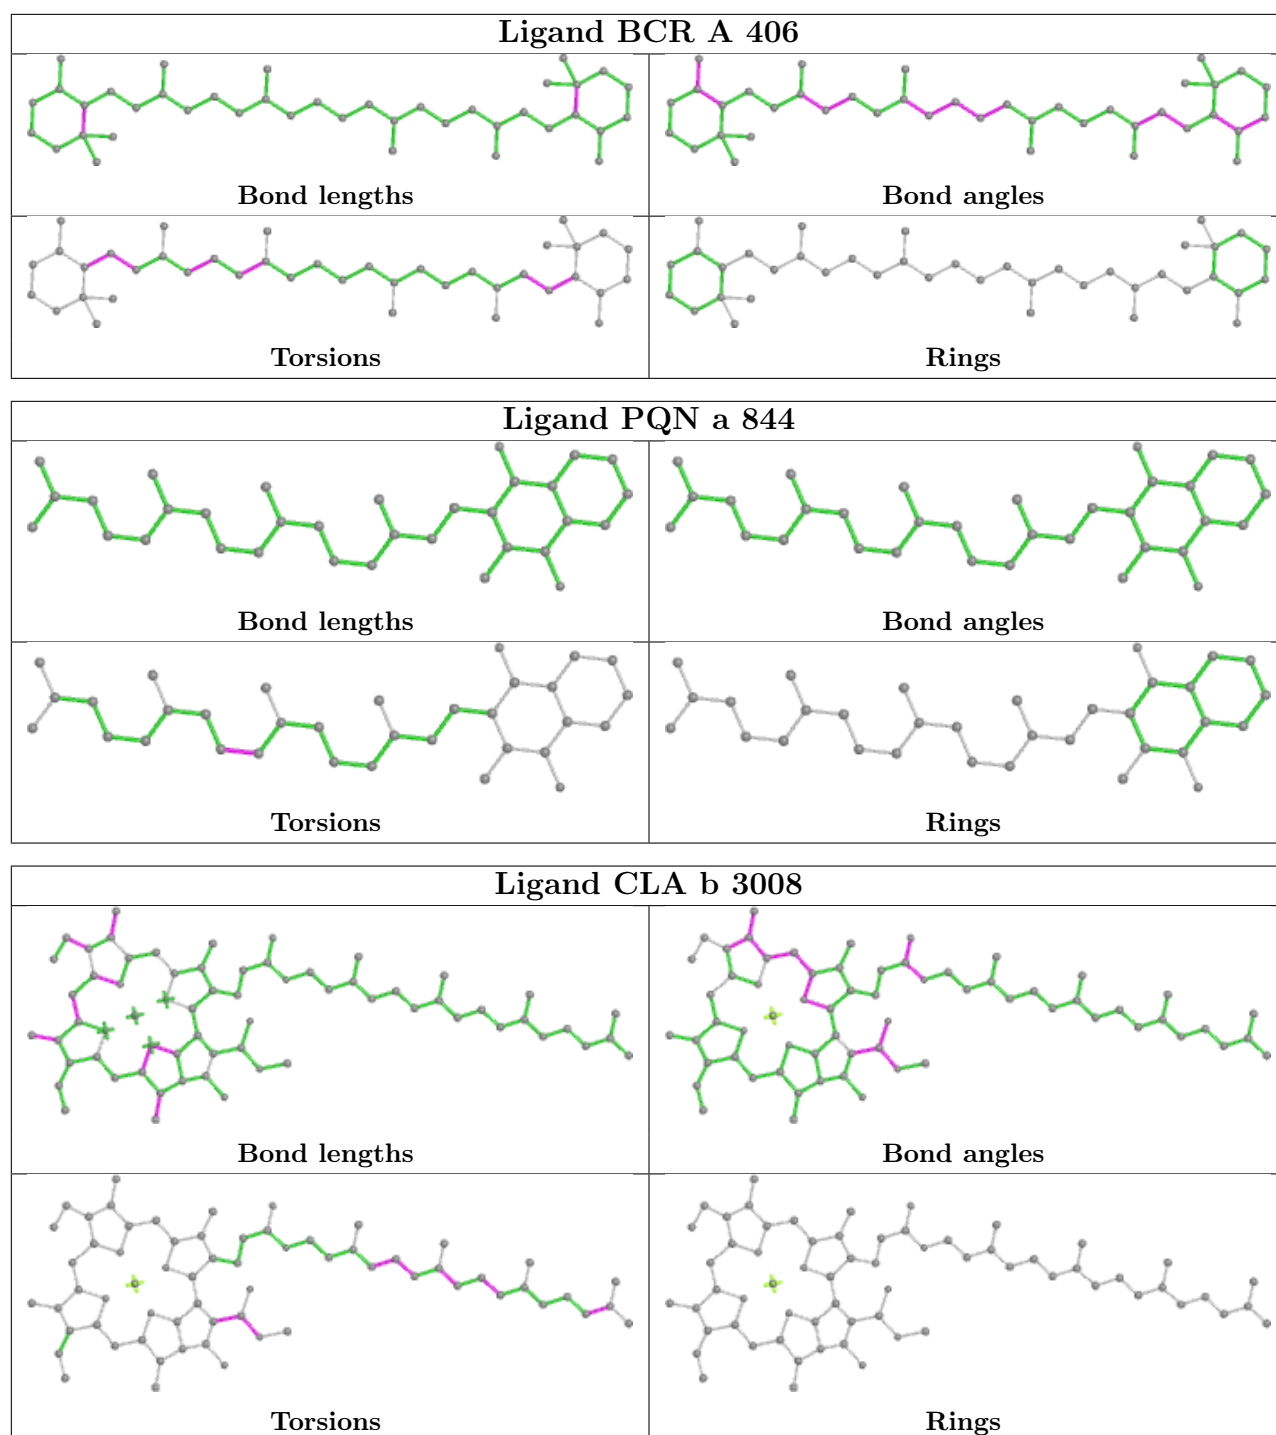 Ligand BCR A 406
Bond lengths
Bond angles
Torsions
Rings
Ligand PQN a 844
Bond lengths
Bond angles
Torsions
Rings
Ligand CLA b 3008
Bond lengths
Bond angles
Torsions
Rings